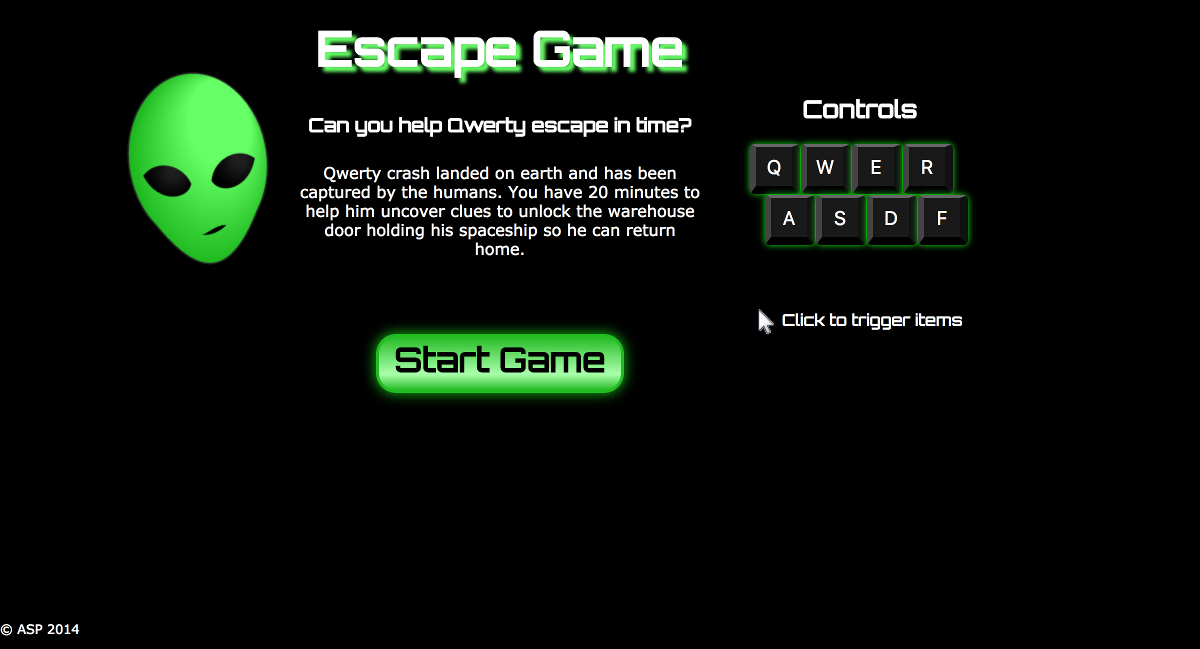 Escape Game
Can you help Qwerty escape in time?
Qwerty crash landed on earth and has been
captured by the humans. You have 20 minutes to
help him uncover clues to unlock the warehouse
door holding his spaceship so he can return
home.
Start Game
Controls
Q W E R
A S D F
Click to trigger items
© ASP 2014